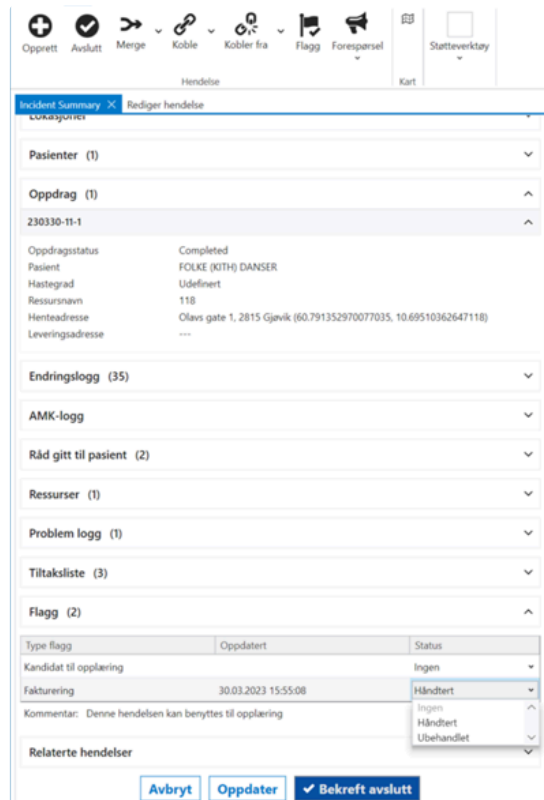 Opprett Avslutt Merge Koble Kobler fra Flagg Forespørsel Støtteverktøy
Hendelse Kart
Incident Summary × Rediger hendelse
Lokasjoner
Pasienter (1)
Oppdrag (1)
230330-11-1
Oppdragsstatus Completed
Pasient FOLKE (KITH) DANSER
Hastegrad Udefinert
Ressursnavn 118
Henteadresse Olavs gate 1, 2815 Gjøvik (60.791352970077035, 10.69510362647118)
Leveringsadresse ---
Endringslogg (35)
AMK-logg
Råd gitt til pasient (2)
Ressurser (1)
Problem logg (1)
Tiltaksliste (3)
Flagg (2)
Type flagg Oppdatert Status
Kandidat til opplæring Ingen
Fakturering 30.03.2023 15:55:08 Håndtert
Kommentar: Denne hendelsen kan benyttes til opplæring
Ingen
Håndtert
Ubehandlet
Relaterte hendelser
Avbryt Oppdater ✔ Bekreft avslutt